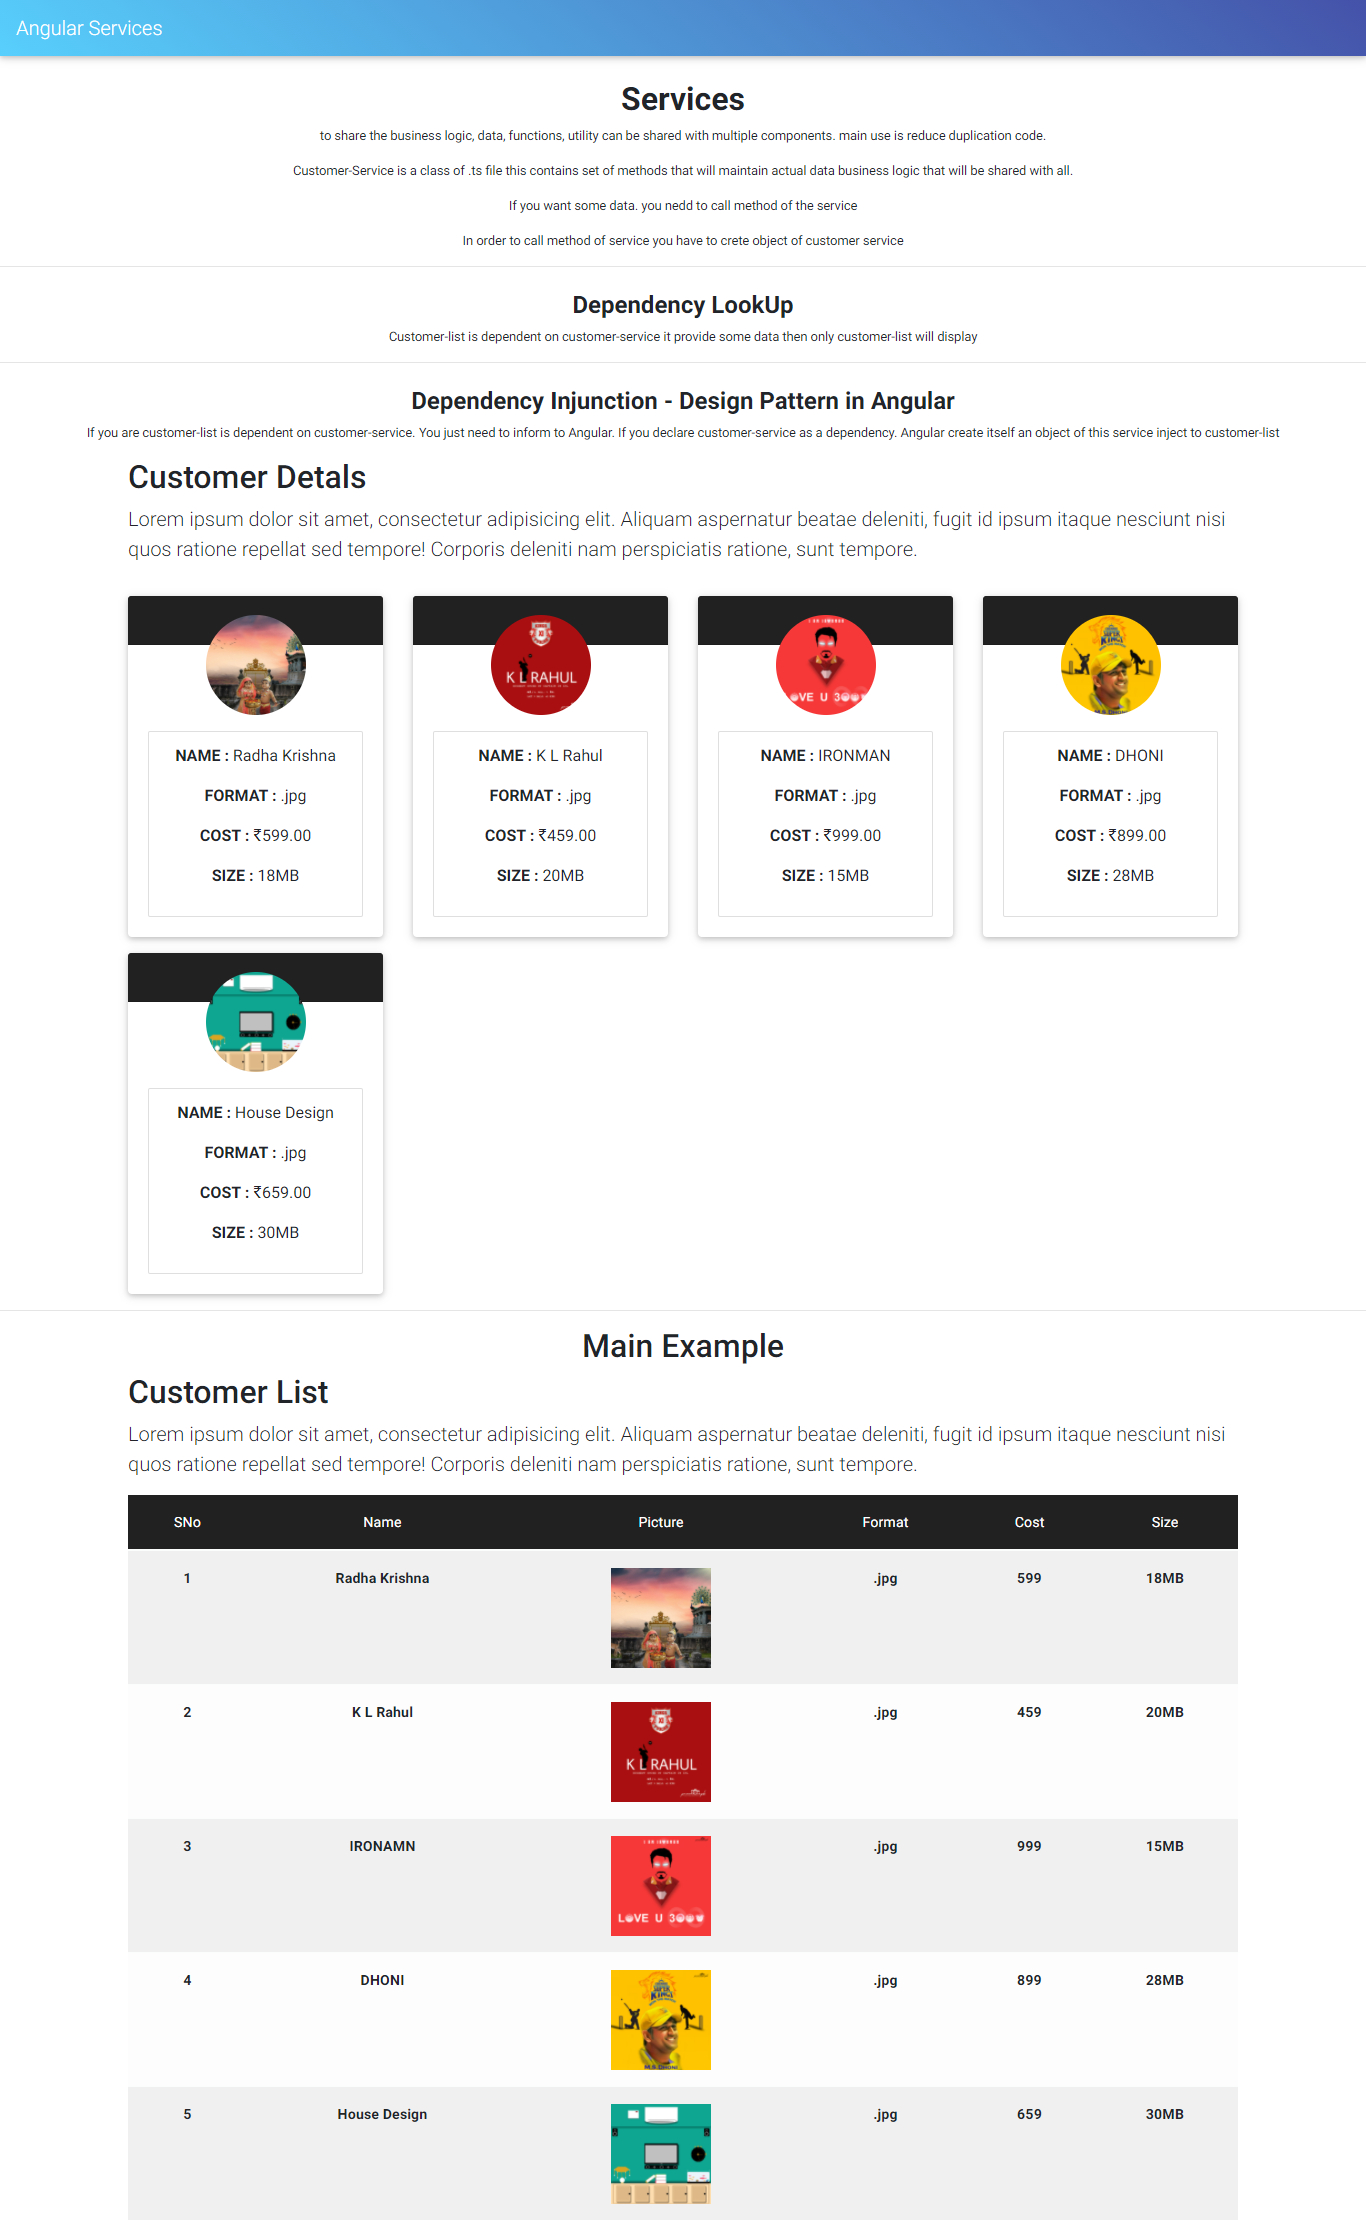 Angular Services
Services
to share the business logic, data, functions, utility can be shared with multiple components. main use is reduce duplication code.
Customer-Service is a class of .ts file this contains set of methods that will maintain actual data business logic that will be shared with all.
If you want some data. you nedd to call method of the service
In order to call method of service you have to crete object of customer service
Dependency LookUp
Customer-list is dependent on customer-service it provide some data then only customer-list will display
Dependency Injunction - Design Pattern in Angular
If you are customer-list is dependent on customer-service. You just need to inform to Angular. If you declare customer-service as a dependency. Angular create itself an object of this service inject to customer-list
Customer Detals
Lorem ipsum dolor sit amet, consectetur adipisicing elit. Aliquam aspernatur beatae deleniti, fugit id ipsum itaque nesciunt nisi
quos ratione repellat sed tempore! Corporis deleniti nam perspiciatis ratione, sunt tempore.
K L RAHUL
NAME : Radha Krishna
FORMAT : .jpg
COST : ₹599.00
SIZE : 18MB
NAME : K L Rahul
FORMAT : .jpg
COST : ₹459.00
SIZE : 20MB
NAME : IRONMAN
FORMAT : .jpg
COST : ₹999.00
SIZE : 15MB
NAME : DHONI
FORMAT : .jpg
COST : ₹899.00
SIZE : 28MB
NAME : House Design
FORMAT : .jpg
COST : ₹659.00
SIZE : 30MB
Main Example
Customer List
Lorem ipsum dolor sit amet, consectetur adipisicing elit. Aliquam aspernatur beatae deleniti, fugit id ipsum itaque nesciunt nisi
quos ratione repellat sed tempore! Corporis deleniti nam perspiciatis ratione, sunt tempore.
SNo Name Picture Format Cost Size
1 Radha Krishna .jpg 599 18MB
2 K L Rahul .jpg 459 20MB
K L RAHUL
3 IRONAMN .jpg 999 15MB
LOVE U 3000
4 DHONI .jpg 899 28MB
M.S DHONI
5 House Design .jpg 659 30MB